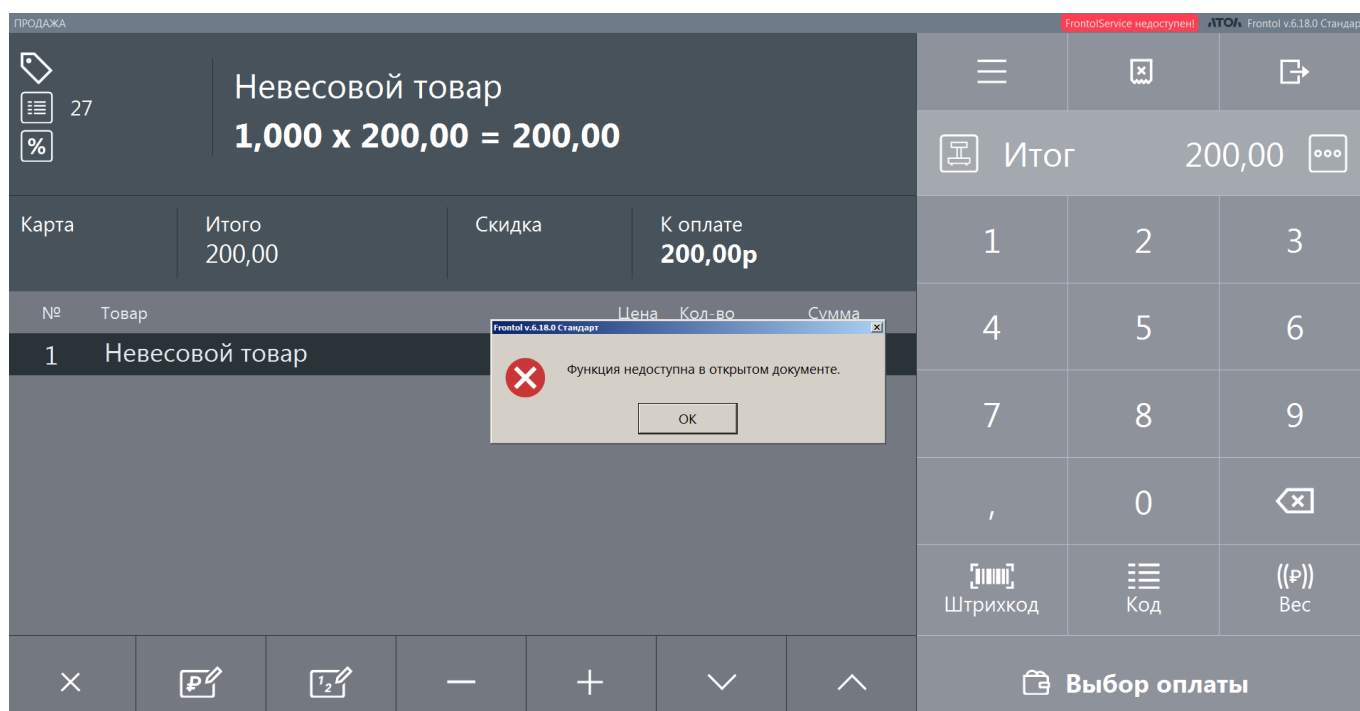 ПРОДАЖА
FrontolService недоступен! АТОЛ Frontol v.6.18.0 Стандар
27
%
Невесовой товар
1,000 x 200,00 = 200,00
Итог 200,00
Карта Итого Скидка К оплате
200,00 200,00р
№ Товар Цена Кол-во Сумма
1 Невесовой товар
Frontol v.6.18.0 Стандарт
Функция недоступна в открытом документе.
OK
1 2 3
4 5 6
7 8 9
, 0
Штрихкод Код Вес
Выбор оплаты